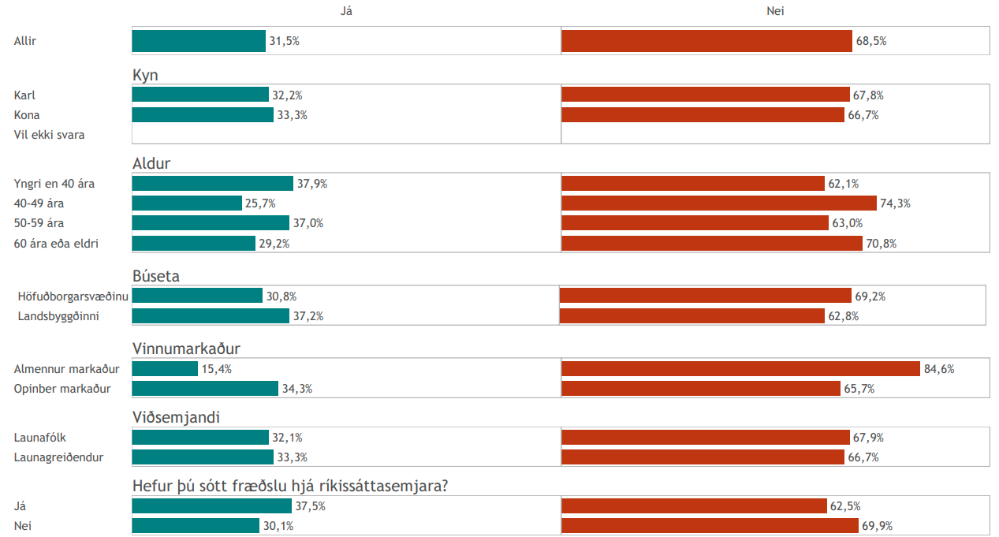 Já Nei
Allir 31,5% 68,5%
Kyn
Karl 32,2% 67,8%
Kona 33,3% 66,7%
Vil ekki svara
Aldur
Yngri en 40 ára 37,9% 62,1%
40-49 ára 25,7% 74,3%
50-59 ára 37,0% 63,0%
60 ára eða eldri 29,2% 70,8%
Búseta
Höfuðborgarsvæðinu 30,8% 69,2%
Landsbyggðinni 37,2% 62,8%
Vinnumarkaður
Almennur markaður 15,4% 84,6%
Opinber markaður 34,3% 65,7%
Viðsemjandi
Launafólk 32,1% 67,9%
Launagreiðendur 33,3% 66,7%
Hefur þú sótt fræðslu hjá ríkissáttasemjara?
Já 37,5% 62,5%
Nei 30,1% 69,9%